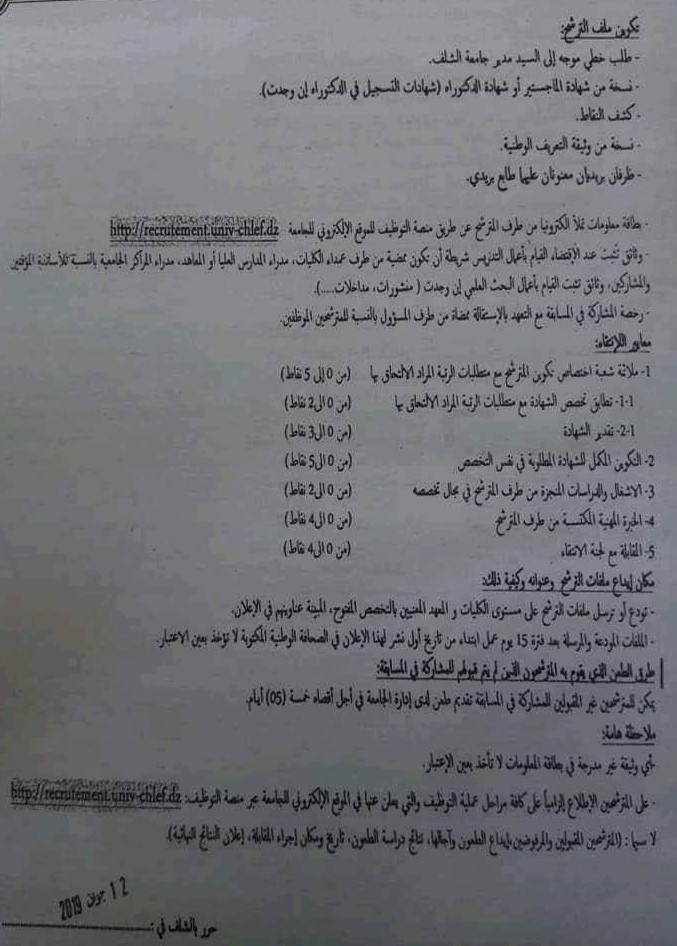 تكوين ملف الترشح:
- طلب خطي موجه إلى السيد مدير جامعة الشلف.
- نسخة من شهادة الماجستير أو شهادة الدكتوراه (شهادات التسجيل في الدكتوراه إن وجدت).
- كشف النقاط.
- نسخة من وثيقة التعريف الوطنية.
- ظرفان بريديان معنونان عليهما طابع بريدي.
- بطاقة معلومات تملأ الكترونيا من طرف المترشح عن طريق منصة التوظيف للموقع الإلكتروني للجامعة http://recrutement.univ-chlef.dz
- وثائق تثبت عند الاقتضاء القيام بأعمال التدريس شريطة أن تكون ممضية من طرف عمداء الكليات، مدراء المدارس العليا أو المعاهد، مدراء المراكز الجامعية بالنسبة للأساتذة المؤقتين
والمشاركين، وثائق تثبت القيام بأعمال البحث العلمي إن وجدت ( منشورات، مداخلات.....).
- رخصة المشاركة في المسابقة مع التعهد بالإستقالة ممضاة من طرف المسؤول بالنسبة للمترشحين الموظفين.
معايير الانتقاء:
1- ملائمة شعبة اختصاص تكوين المترشح مع متطلبات الرتبة المراد الالتحاق بها (من 0 إلى 5 نقاط)
1-1- تطابق تخصص الشهادة مع متطلبات الرتبة المراد الالتحاق بها (من 0 الى 2 نقاط)
2-1- تقدير الشهادة (من 0 الى 3 نقاط)
2- التكوين المكمل للشهادة المطلوبة في نفس التخصص (من 0 الى 5 نقاط)
3- الاشغال والدراسات المنجزة من طرف المترشح في مجال تخصصه (من 0 الى 2 نقاط)
4- الخبرة المهنية المكتسبة من طرف المترشح (من 0 الى 4 نقاط)
5- المقابلة مع لجنة الانتقاء (من 0 الى 4 نقاط)
مكان إيداع ملفات الترشح وعنوانه وكيفية ذلك:
- تودع أو ترسل ملفات الترشح على مستوى الكليات و المعهد المعنيين بالتخصص المفتوح، المبينة عناوينهم في الإعلان.
- الملفات المودعة والمرسلة بعد فترة 15 يوم عمل ابتداء من تاريخ أول نشر لهذا الإعلان في الصحافة الوطنية المكتوبة لا تؤخذ بعين الاعتبار.
طرق الطعن الذي يقوم به المترشحون الذين لم يتم قبولهم للمشاركة في المسابقة:
يمكن للمترشحين غير المقبولين للمشاركة في المسابقة تقديم طعن لدى إدارة الجامعة في أجل أقصاه خمسة (05) أيام.
ملاحظة هامة:
أي وثيقة غير مدرجة في بطاقة المعلومات لا تأخذ بعين الإعتبار.
- على المترشحين الإطلاع إلزامياً على كافة مراحل عملية التوظيف والتي يعلن عنها في الموقع الإلكتروني للجامعة عبر منصة التوظيف: http://recrutement.univ-chlef.dz
لا سيما : (المترشحين المقبولين والمرفوضين، إيداع الطعون وآجالها، نتائج دراسة الطعون، تاريخ ومكان إجراء المقابلة، إعلان النتائج النهائية).
12 جوان 2019
حرر بالشلف في :